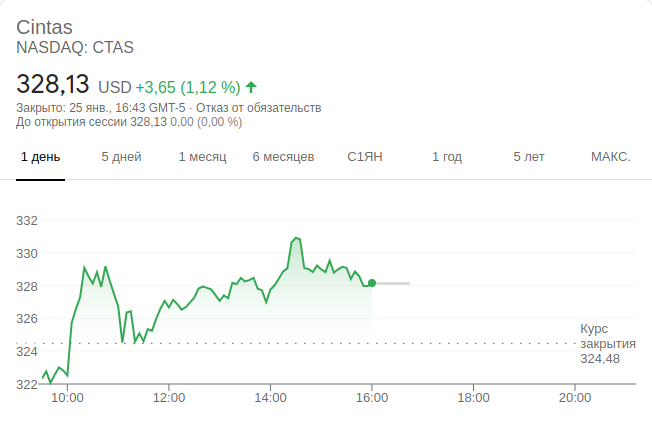 Cintas
NASDAQ: CTAS
328,13 USD +3,65 (1,12 %)
Закрыто: 25 янв., 16:43 GMT-5 · Отказ от обязательств
До открытия сессии 328,13 0,00 (0,00 %)
1 день 5 дней 1 месяц 6 месяцев С1ЯН 1 год 5 лет МАКС.
332
330
328
326
324
322
Курс
закрытия
324,48
10:00 12:00 14:00 16:00 18:00 20:00